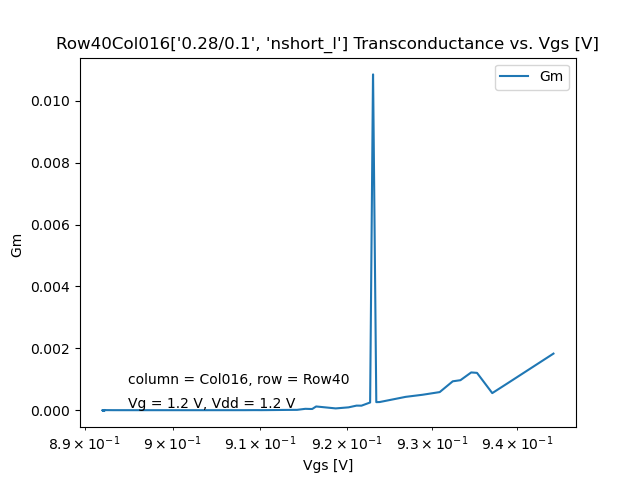 Row40Col016['0.28/0.1', 'nshort_l'] Transconductance vs. Vgs [V]
Gm
0.010
0.008
0.006
0.004
0.002
0.000
Gm
column = Col016, row = Row40
Vg = 1.2 V, Vdd = 1.2 V
8.9 × 10⁻¹ 9 × 10⁻¹ 9.1 × 10⁻¹ 9.2 × 10⁻¹ 9.3 × 10⁻¹ 9.4 × 10⁻¹
Vgs [V]